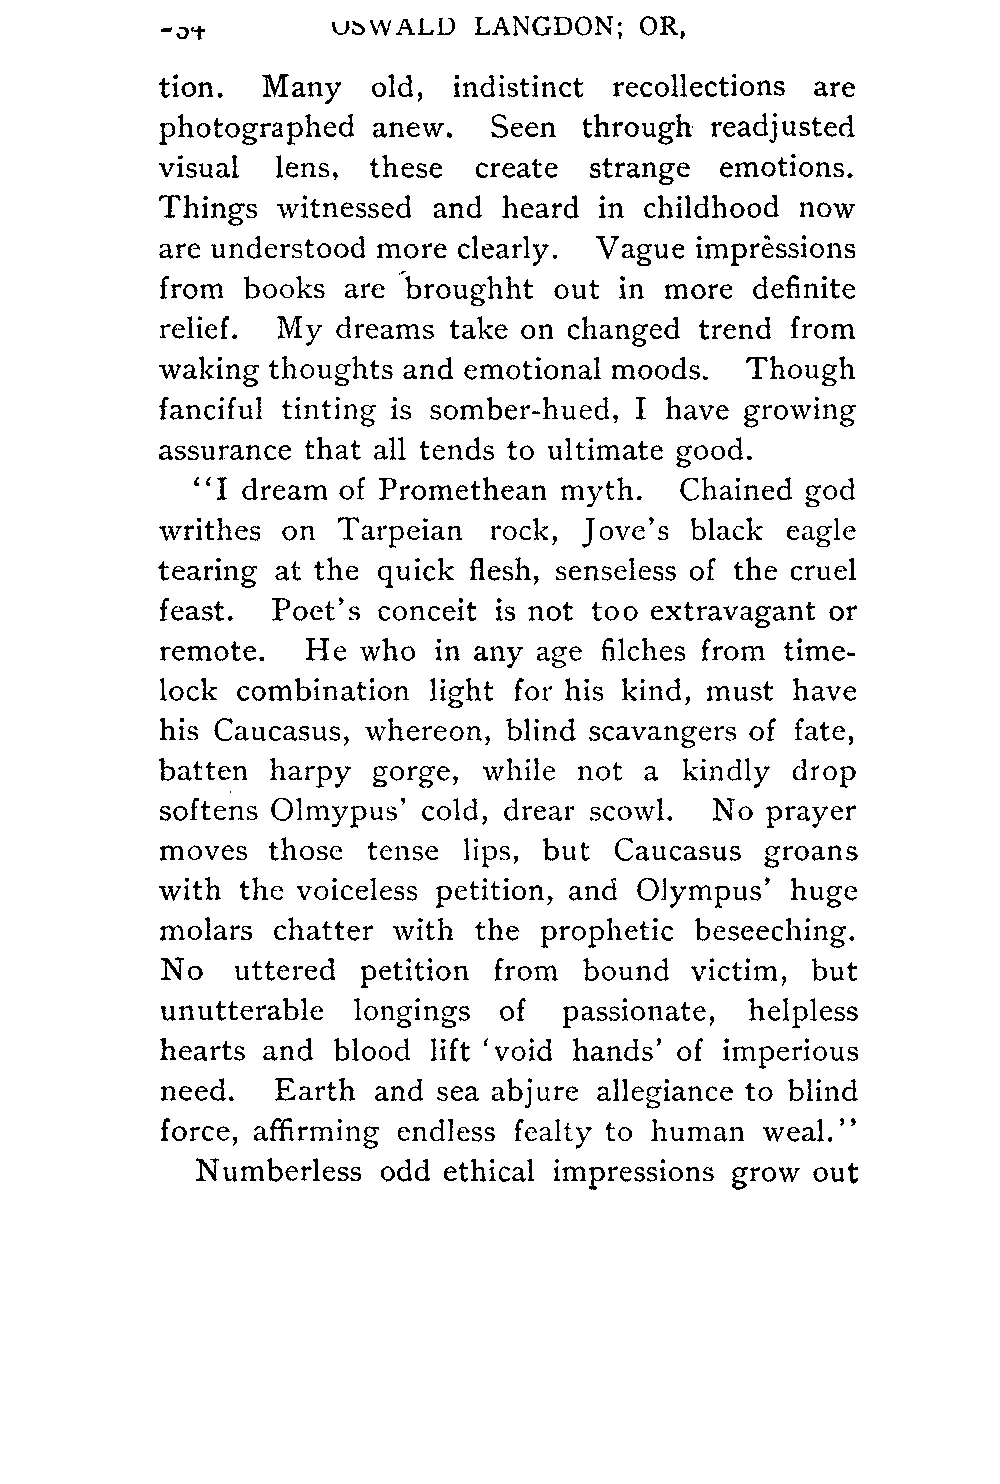 OSWALD LANGDON; OR,
tion. Many old, indistinct recollections are
photographed anew. Seen through readjusted
visual lens, these create strange emotions.
Things witnessed and heard in childhood now
are understood more clearly. Vague impressions
from books are broughht out in more definite
relief. My dreams take on changed trend from
waking thoughts and emotional moods. Though
fanciful tinting is somber-hued, I have growing
assurance that all tends to ultimate good.
"I dream of Promethean myth. Chained god
writhes on Tarpeian rock, Jove's black eagle
tearing at the quick flesh, senseless of the cruel
feast. Poet's conceit is not too extravagant or
remote. He who in any age filches from time-
lock combination light for his kind, must have
his Caucasus, whereon, blind scavangers of fate,
batten harpy gorge, while not a kindly drop
softens Olmypus' cold, drear scowl. No prayer
moves those tense lips, but Caucasus groans
with the voiceless petition, and Olympus' huge
molars chatter with the prophetic beseeching.
No uttered petition from bound victim, but
unutterable longings of passionate, helpless
hearts and blood lift 'void hands' of imperious
need. Earth and sea abjure allegiance to blind
force, affirming endless fealty to human weal."
Numberless odd ethical impressions grow out